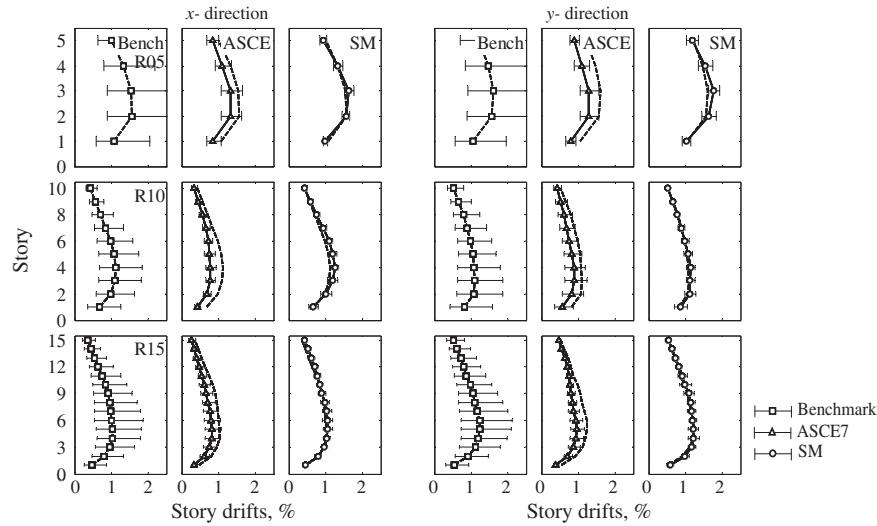 x- direction y- direction
Bench ASCE SM Bench ASCE SM
R05
5
4
3
2
1
0
R10
10
8
6
4
2
0
R15
15
12
9
6
3
0
Story
0 1 2 0 1 2 0 1 2 0 1 2 0 1 2 0 1 2
Story drifts, % Story drifts, %
Benchmark
ASCE7
SM